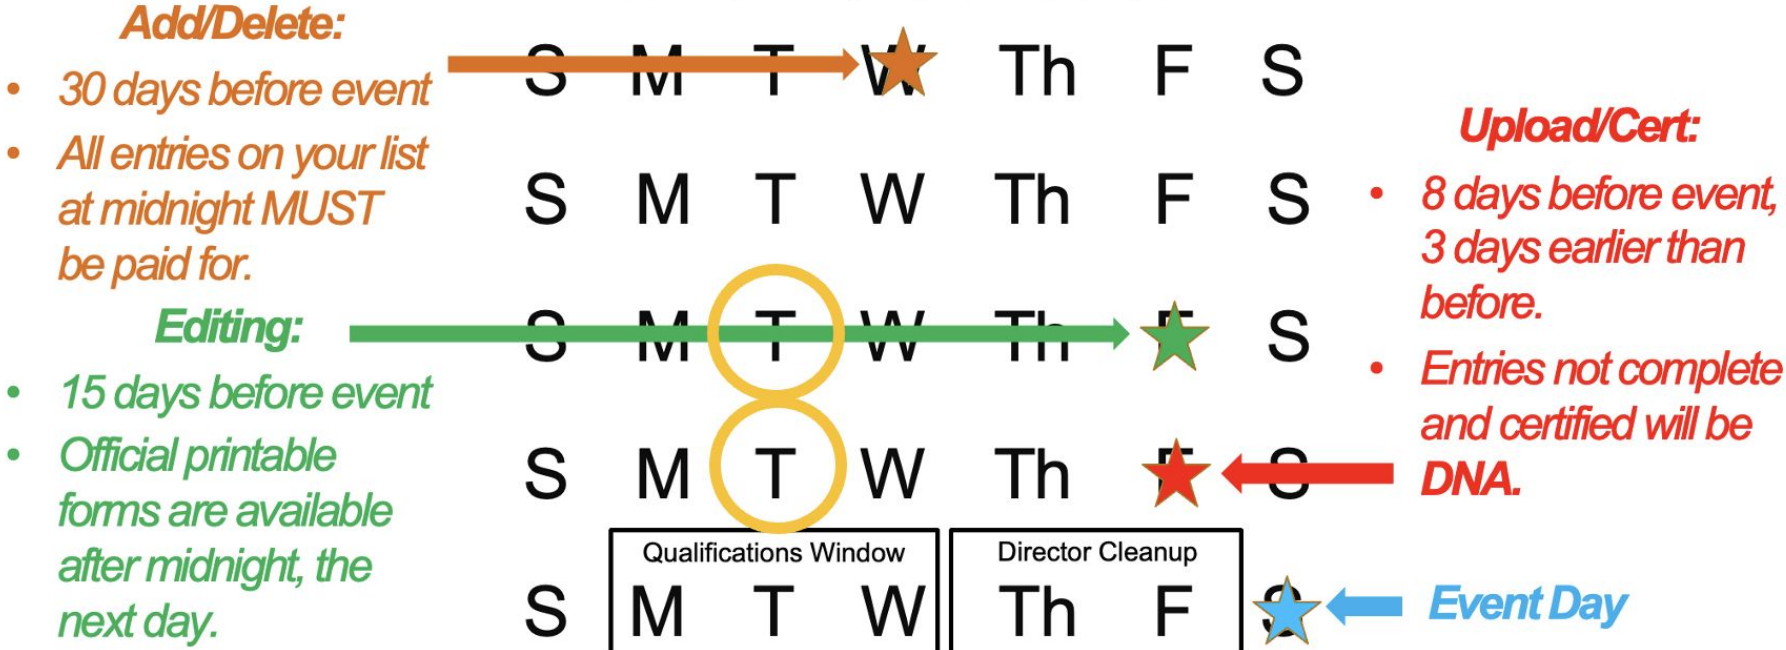 Add/Delete:
• 30 days before event
• All entries on your list
at midnight MUST
be paid for.
Editing:
• 15 days before event
• Official printable
forms are available
after midnight, the
next day.
S M T W Th F S
S M T W Th F S
S M T W Th F S
S M T W Th F S
Qualifications Window
Director Cleanup
S M T W Th F S
Upload/Cert:
• 8 days before event,
3 days earlier than
before.
• Entries not complete
and certified will be
DNA.
Event Day